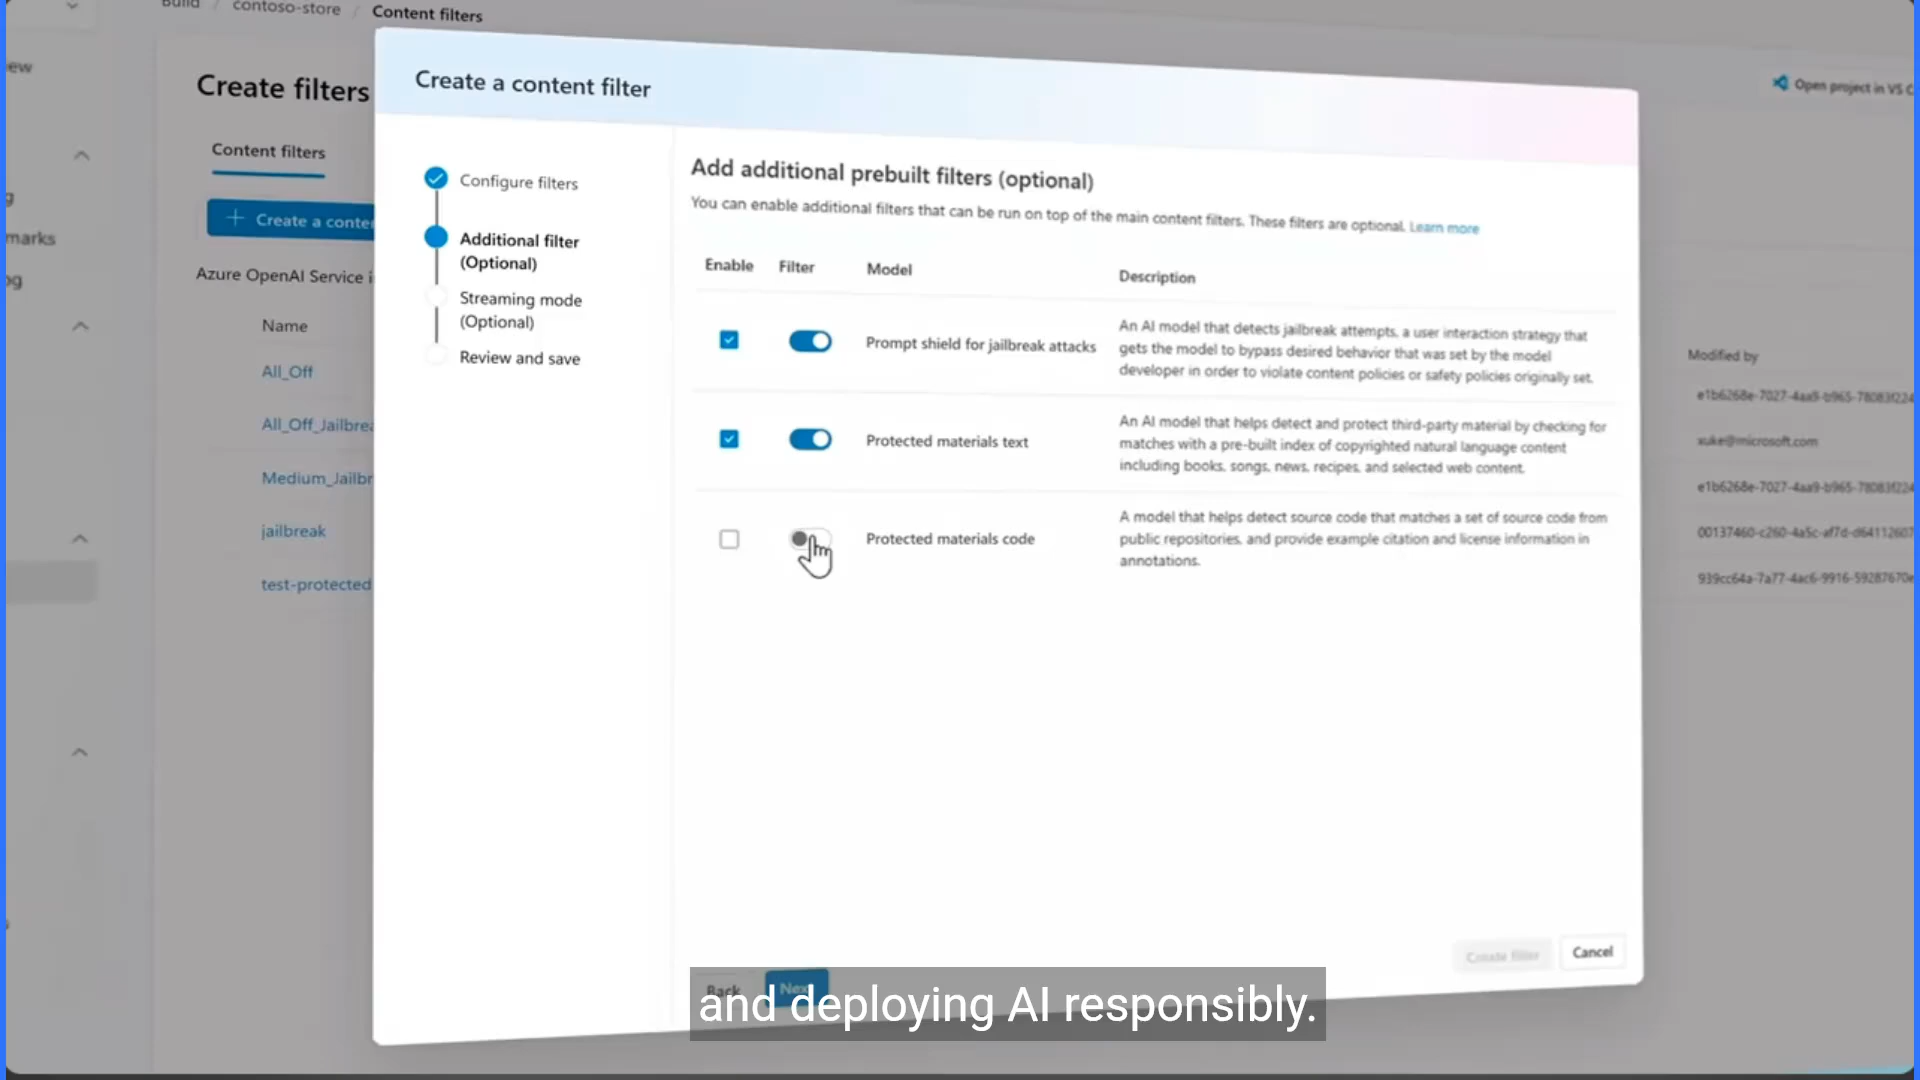 contoso-store / Content filters
Create filters
Content filters
Azure OpenAI Service
Name
All_Off
jailbreak
test-protected
Create a content filter
Configure filters
Additional filter
(Optional)
Streaming mode
(Optional)
Review and save
Add additional prebuilt filters (optional)
You can enable additional filters that can be run on top of the main content filters. These filters are optional. Learn more
Enable Filter Model Description
Prompt shield for jailbreak attacks
An AI model that detects jailbreak attempts, a user interaction strategy that
gets the model to bypass desired behavior that was set by the model
developer in order to violate content policies or safety policies originally set.
Protected materials text
An AI model that helps detect and protect third-party material by checking for
matches with a pre-built index of copyrighted natural language content
including books, songs, news, recipes, and selected web content.
Protected materials code
A model that helps detect source code that matches a set of source code from
public repositories, and provide example citation and license information in
annotations.
Create filter
Cancel
Back
Open project in VS
Modified by
xuke@microsoft.com
and deploying AI responsibly.